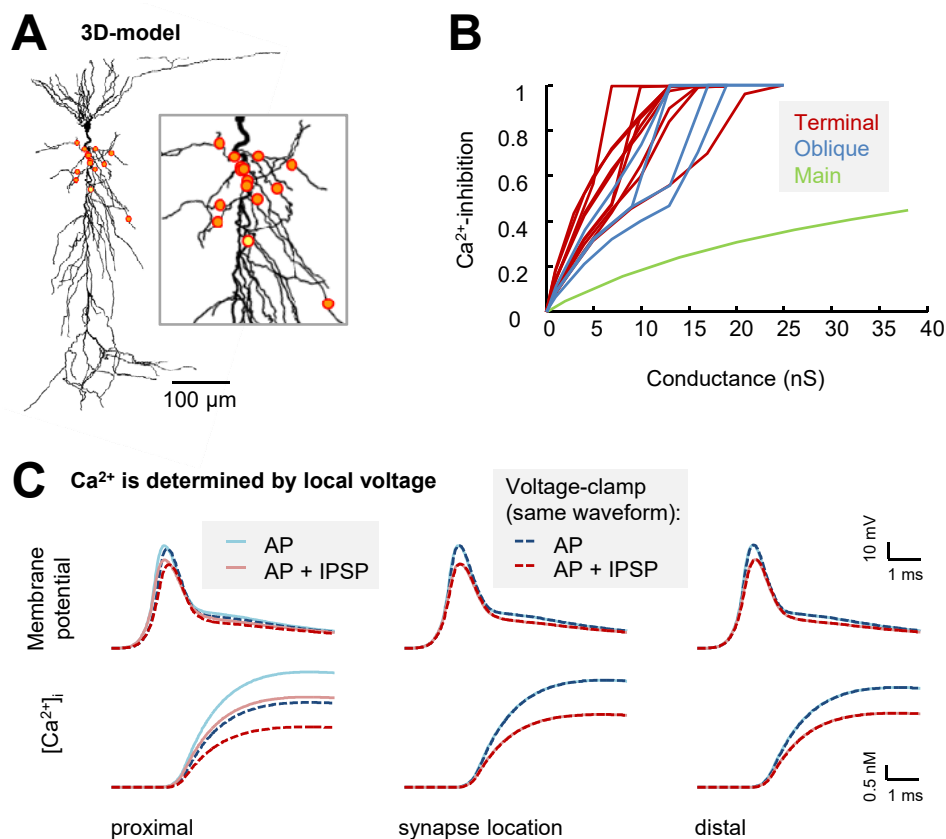 A
3D-model
100 µm
B
Ca²⁺-inhibition
1
0.8
0.6
0.4
0.2
0
0 5 10 15 20 25 30 35 40
Conductance (nS)
Terminal
Oblique
Main
C
Ca²⁺ is determined by local voltage
AP
AP + IPSP
Voltage-clamp
(same waveform):
AP
AP + IPSP
10 mV
1 ms
Membrane
potential
[Ca²⁺]ᵢ
0.5 nM
1 ms
proximal
synapse location
distal